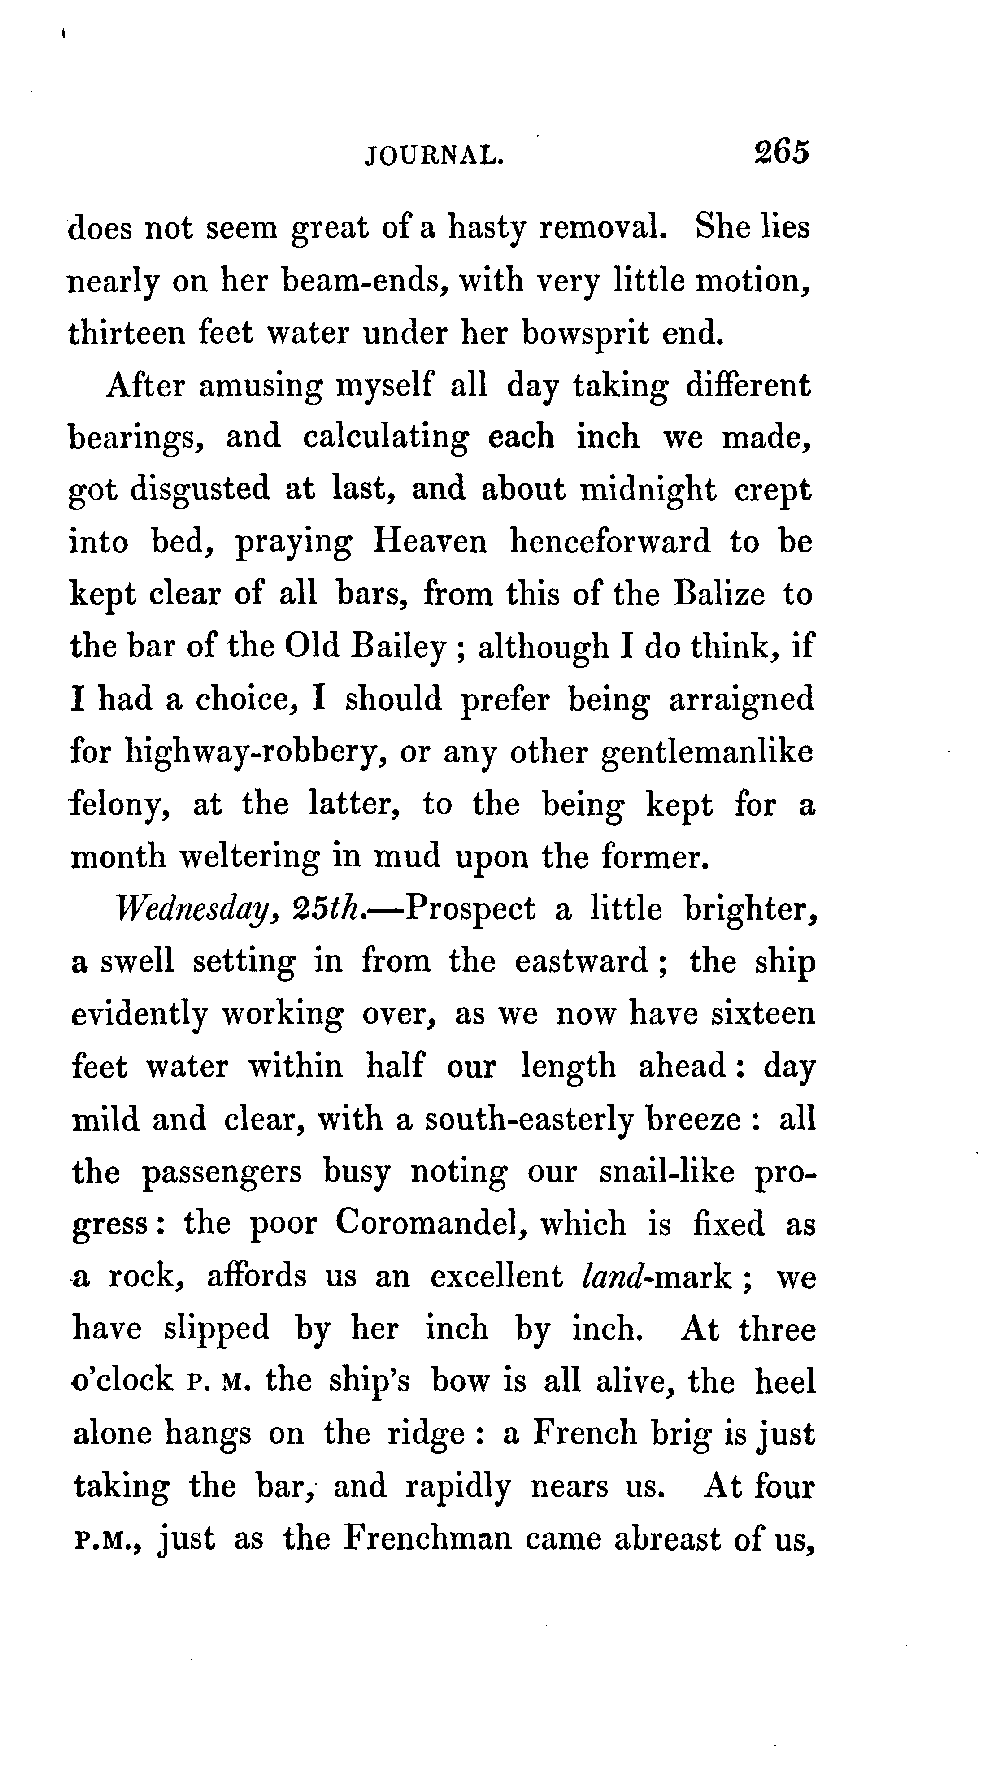 JOURNAL. 265
does not seem great of a hasty removal. She lies
nearly on her beam-ends, with very little motion,
thirteen feet water under her bowsprit end.
After amusing myself all day taking different
bearings, and calculating each inch we made,
got disgusted at last, and about midnight crept
into bed, praying Heaven henceforward to be
kept clear of all bars, from this of the Balize to
the bar of the Old Bailey ; although I do think, if
I had a choice, I should prefer being arraigned
for highway-robbery, or any other gentlemanlike
felony, at the latter, to the being kept for a
month weltering in mud upon the former.
Wednesday, 25th.—Prospect a little brighter,
a swell setting in from the eastward ; the ship
evidently working over, as we now have sixteen
feet water within half our length ahead : day
mild and clear, with a south-easterly breeze : all
the passengers busy noting our snail-like pro-
gress : the poor Coromandel, which is fixed as
a rock, affords us an excellent land-mark ; we
have slipped by her inch by inch. At three
o'clock P. M. the ship's bow is all alive, the heel
alone hangs on the ridge : a French brig is just
taking the bar, and rapidly nears us. At four
P.M., just as the Frenchman came abreast of us,